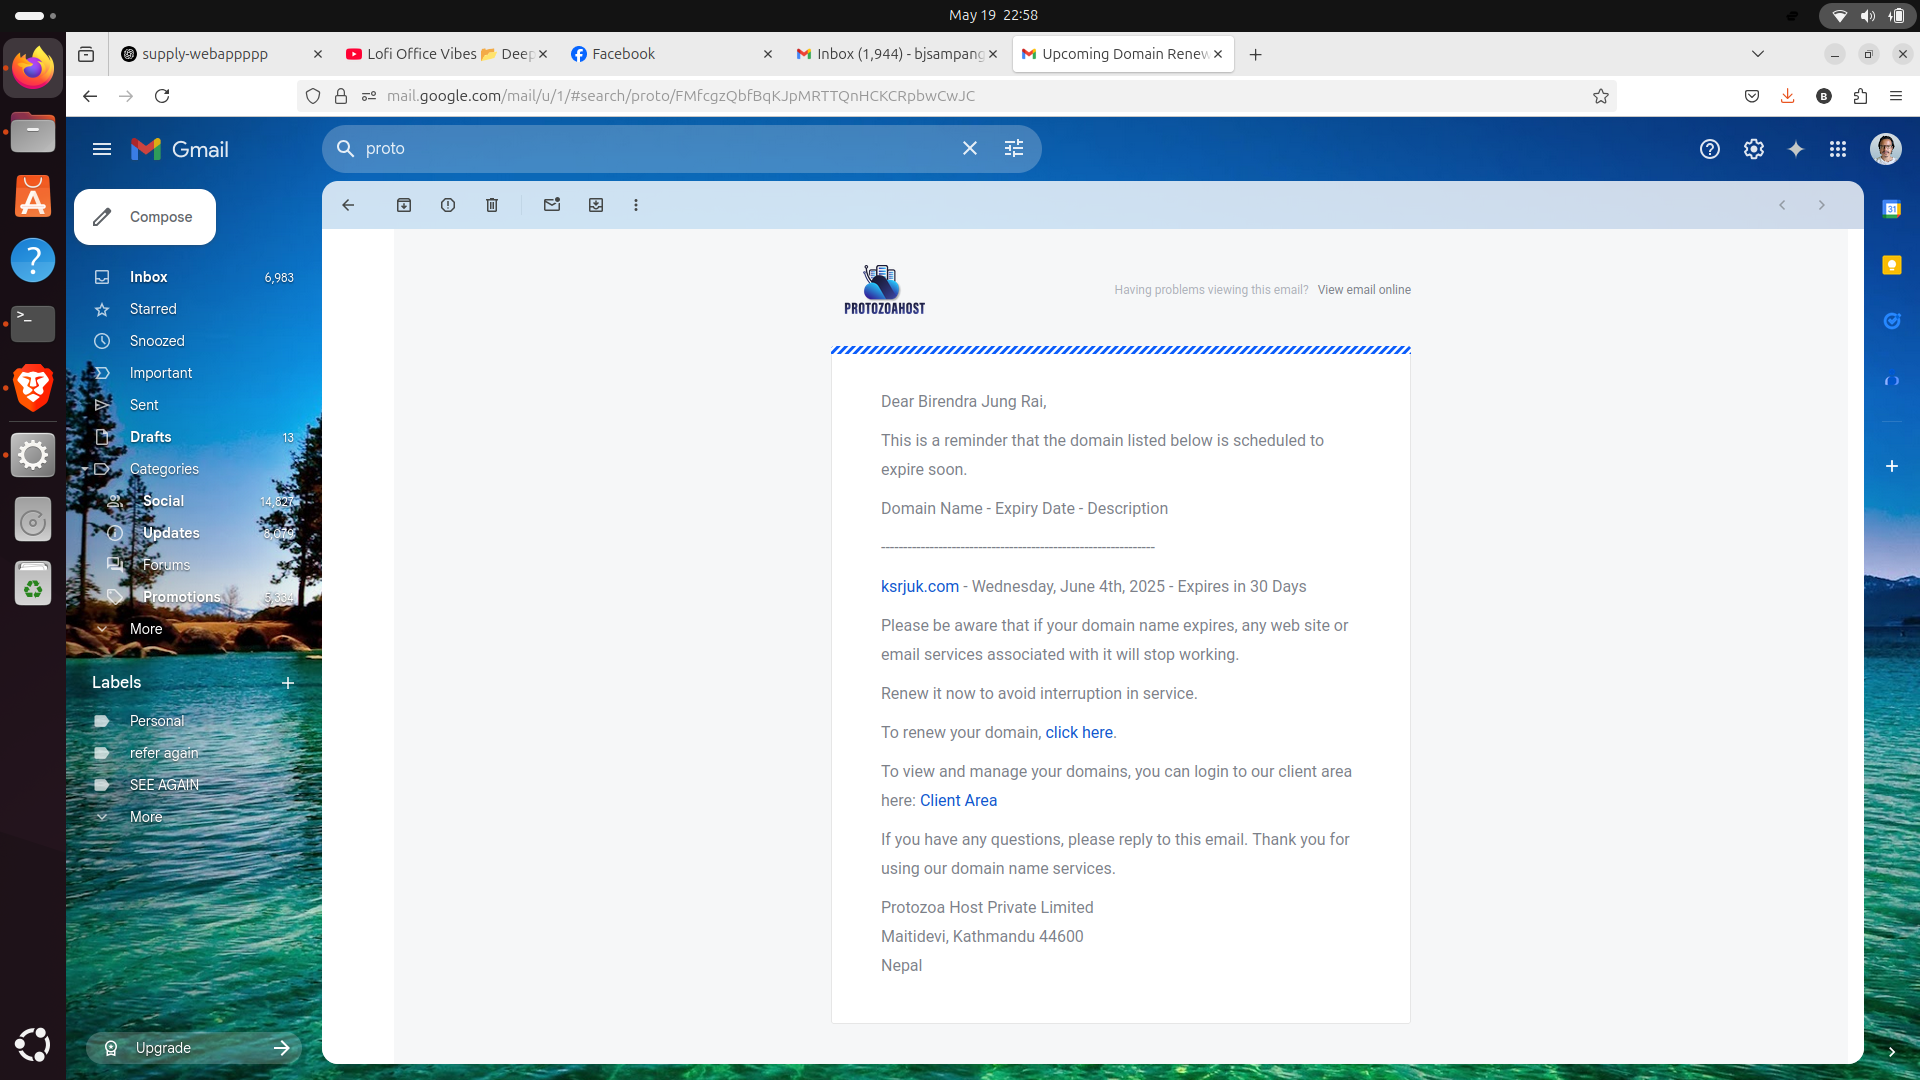 May 19 22:58
supply-webappppp
Lofi Office Vibes 📂 Deep
Facebook
Inbox (1,944) - bjsampang
Upcoming Domain Renew
mail.google.com/mail/u/1/#search/proto/FMfcgzQbfBqKJpMRTTQnHCKCRpbwCwJC
B
Gmail
proto
Compose
Inbox 6,983
Starred
Snoozed
Important
Sent
Drafts 13
Categories
Social 14,827
Updates 8,079
Forums
Promotions 5,334
More
Labels
Personal
refer again
SEE AGAIN
More
Upgrade
31
PROTOZOAHOST
Having problems viewing this email? View email online
Dear Birendra Jung Rai,
This is a reminder that the domain listed below is scheduled to
expire soon.
Domain Name - Expiry Date - Description
--------------------------------------------------------------
ksrjuk.com - Wednesday, June 4th, 2025 - Expires in 30 Days
Please be aware that if your domain name expires, any web site or
email services associated with it will stop working.
Renew it now to avoid interruption in service.
To renew your domain, click here.
To view and manage your domains, you can login to our client area
here: Client Area
If you have any questions, please reply to this email. Thank you for
using our domain name services.
Protozoa Host Private Limited
Maitidevi, Kathmandu 44600
Nepal